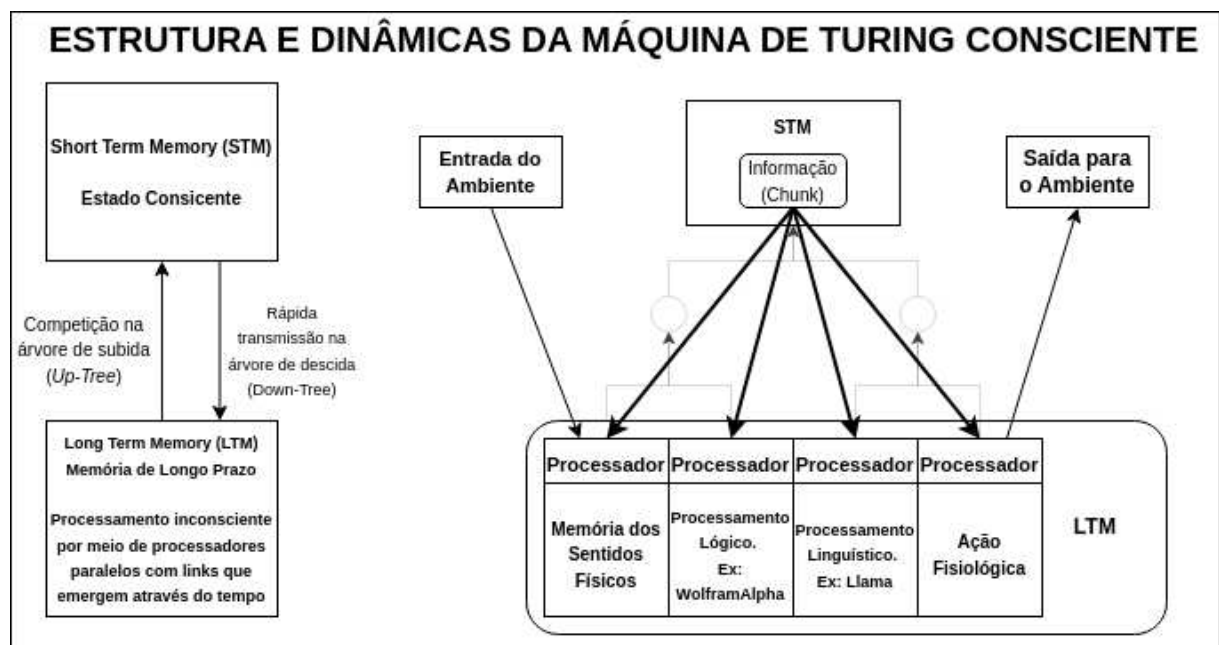 ESTRUTURA E DINÂMICAS DA MÁQUINA DE TURING CONSCIENTE
Short Term Memory (STM)
Estado Consicente
Competição na
árvore de subida
(Up-Tree)
Rápida
transmissão na
árvore de descida
(Down-Tree)
Long Term Memory (LTM)
Memória de Longo Prazo
Processamento inconsciente
por meio de processadores
paralelos com links que
emergem através do tempo
Entrada do
Ambiente
STM
Informação
(Chunk)
Saída para
o Ambiente
Processador
Memória dos
Sentidos
Físicos
Processador
Processamento
Lógico.
Ex:
WolframAlpha
Processador
Processamento
Linguístico.
Ex: Llama
Processador
Ação
Fisiológica
LTM